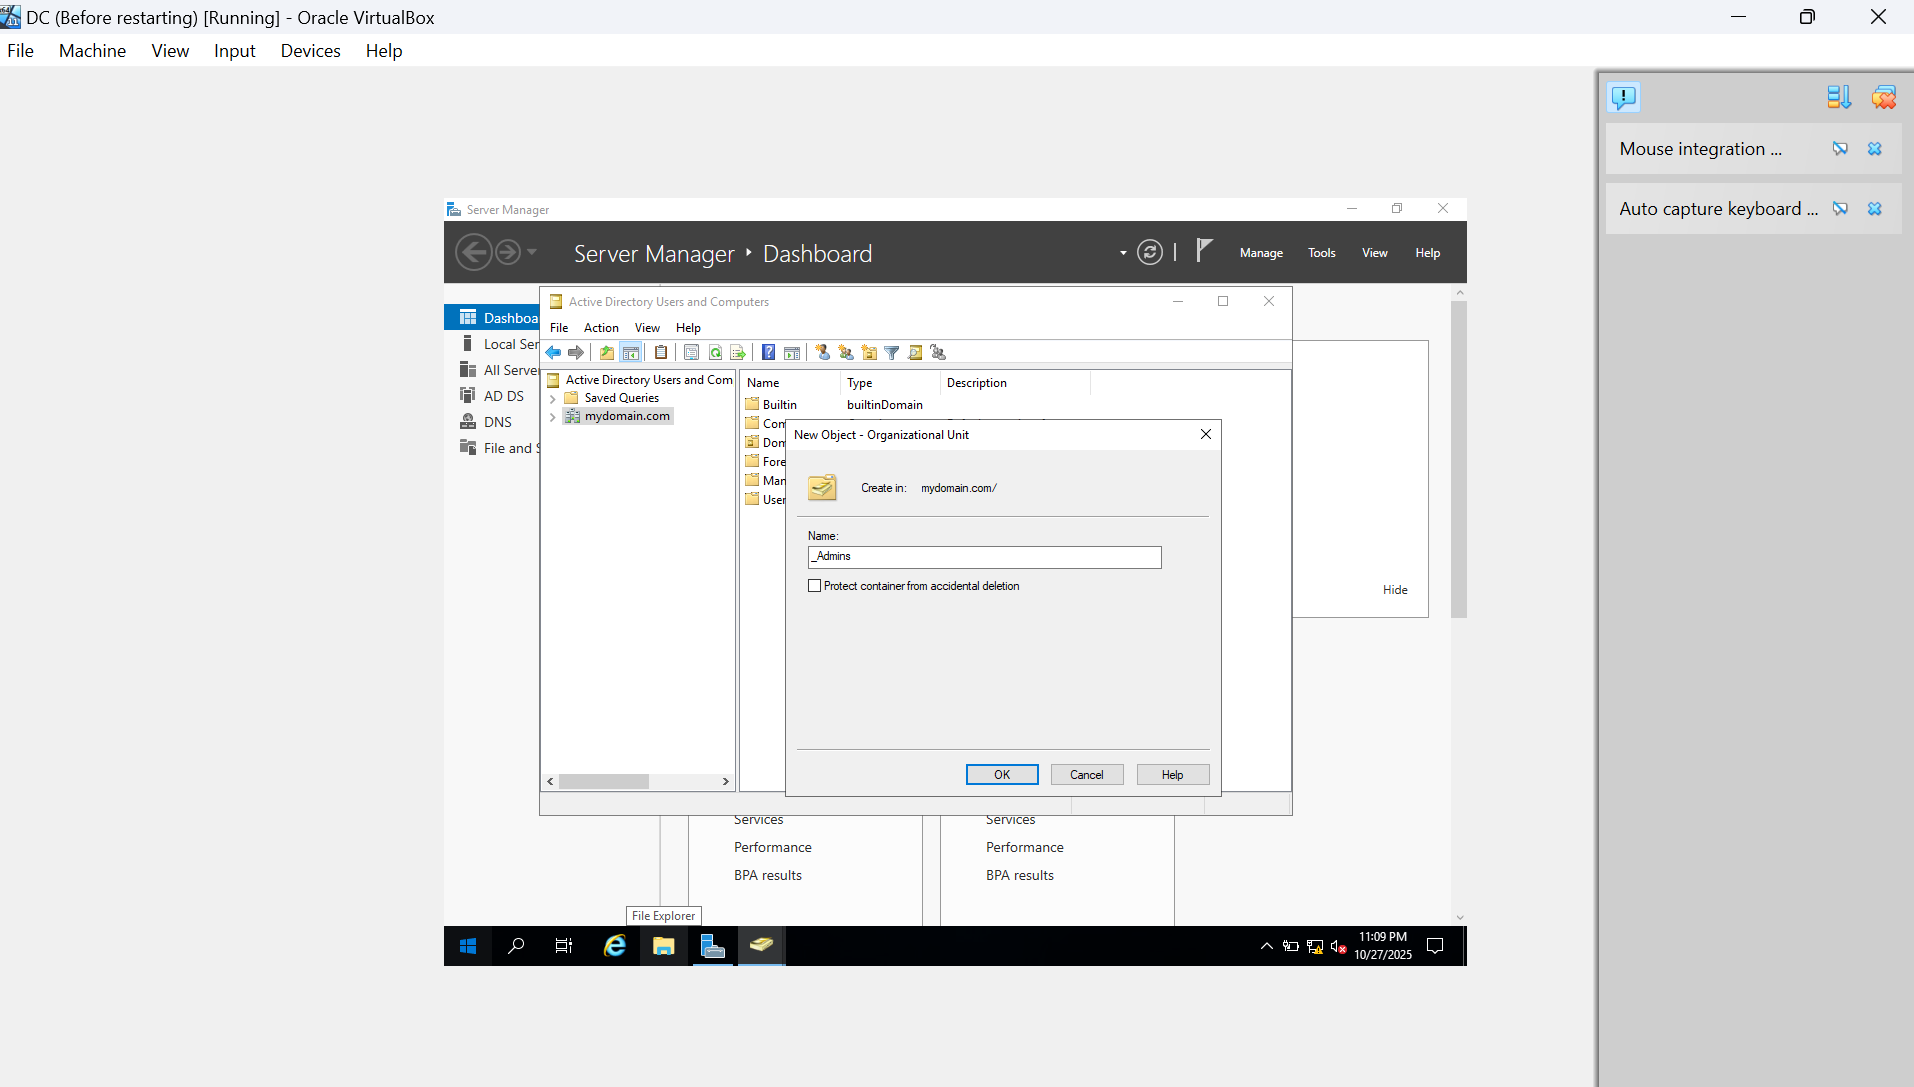 DC (Before restarting) [Running] - Oracle VirtualBox
File Machine View Input Devices Help
Mouse integration ...
Auto capture keyboard ...
Server Manager
Server Manager Dashboard
Manage Tools View Help
Dashboa
Local Ser
All Server
AD DS
DNS
File and S
Active Directory Users and Computers
File Action View Help
Active Directory Users and Com
Saved Queries
mydomain.com
Name Type Description
Builtin builtinDomain
Com
Dom
Fore
Man
User
New Object - Organizational Unit
Create in: mydomain.com/
Name:
_Admins
Protect container from accidental deletion
OK Cancel Help
Hide
Services Services
Performance Performance
BPA results BPA results
File Explorer
11:09 PM
10/27/2025